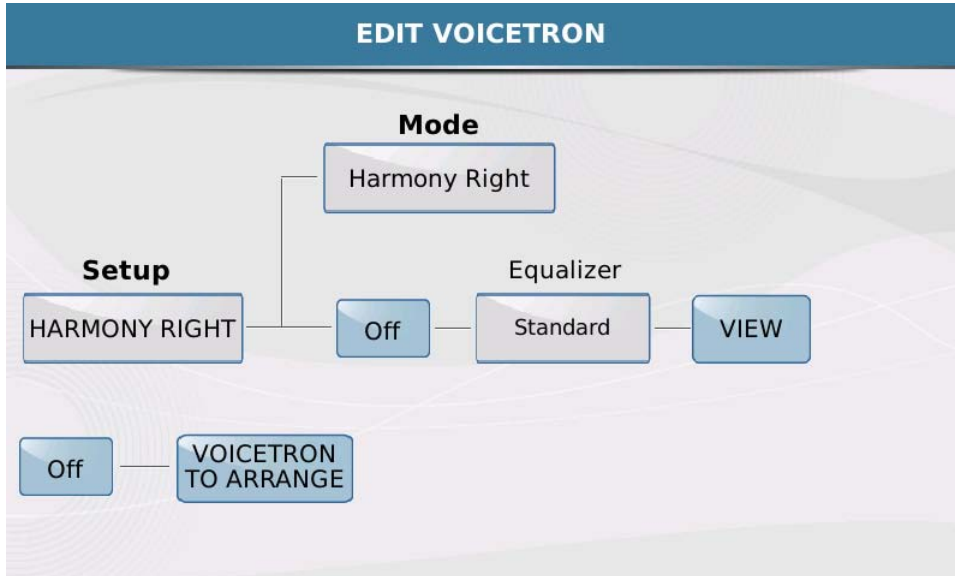 EDIT VOICETRON
Mode
Harmony Right
Setup
Equalizer
HARMONY RIGHT
Off
Standard
VIEW
Off
VOICETRON
TO ARRANGE